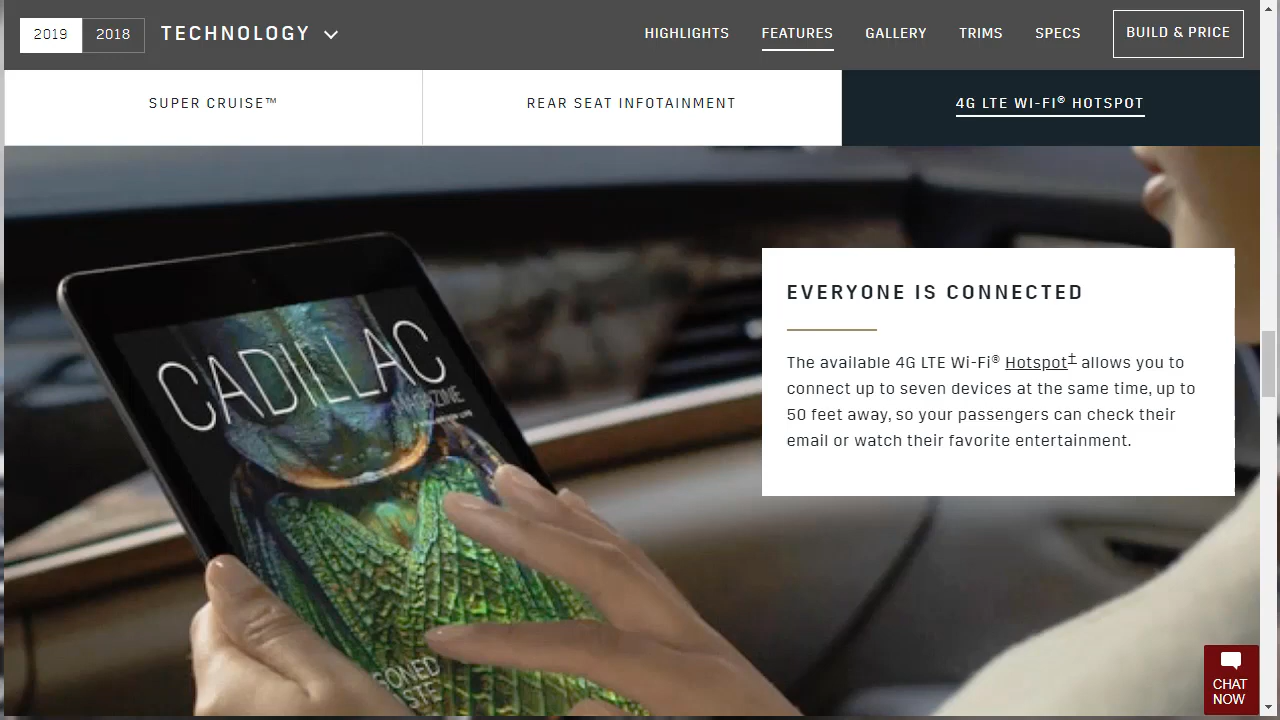 2019 2018 TECHNOLOGY HIGHLIGHTS FEATURES GALLERY TRIMS SPECS BUILD & PRICE
SUPER CRUISE™ REAR SEAT INFOTAINMENT 4G LTE WI-FI® HOTSPOT
EVERYONE IS CONNECTED
The available 4G LTE Wi-Fi® Hotspot‡ allows you to
connect up to seven devices at the same time, up to
50 feet away, so your passengers can check their
email or watch their favorite entertainment.
CADILLAC
MAGAZINE
CHAT
NOW